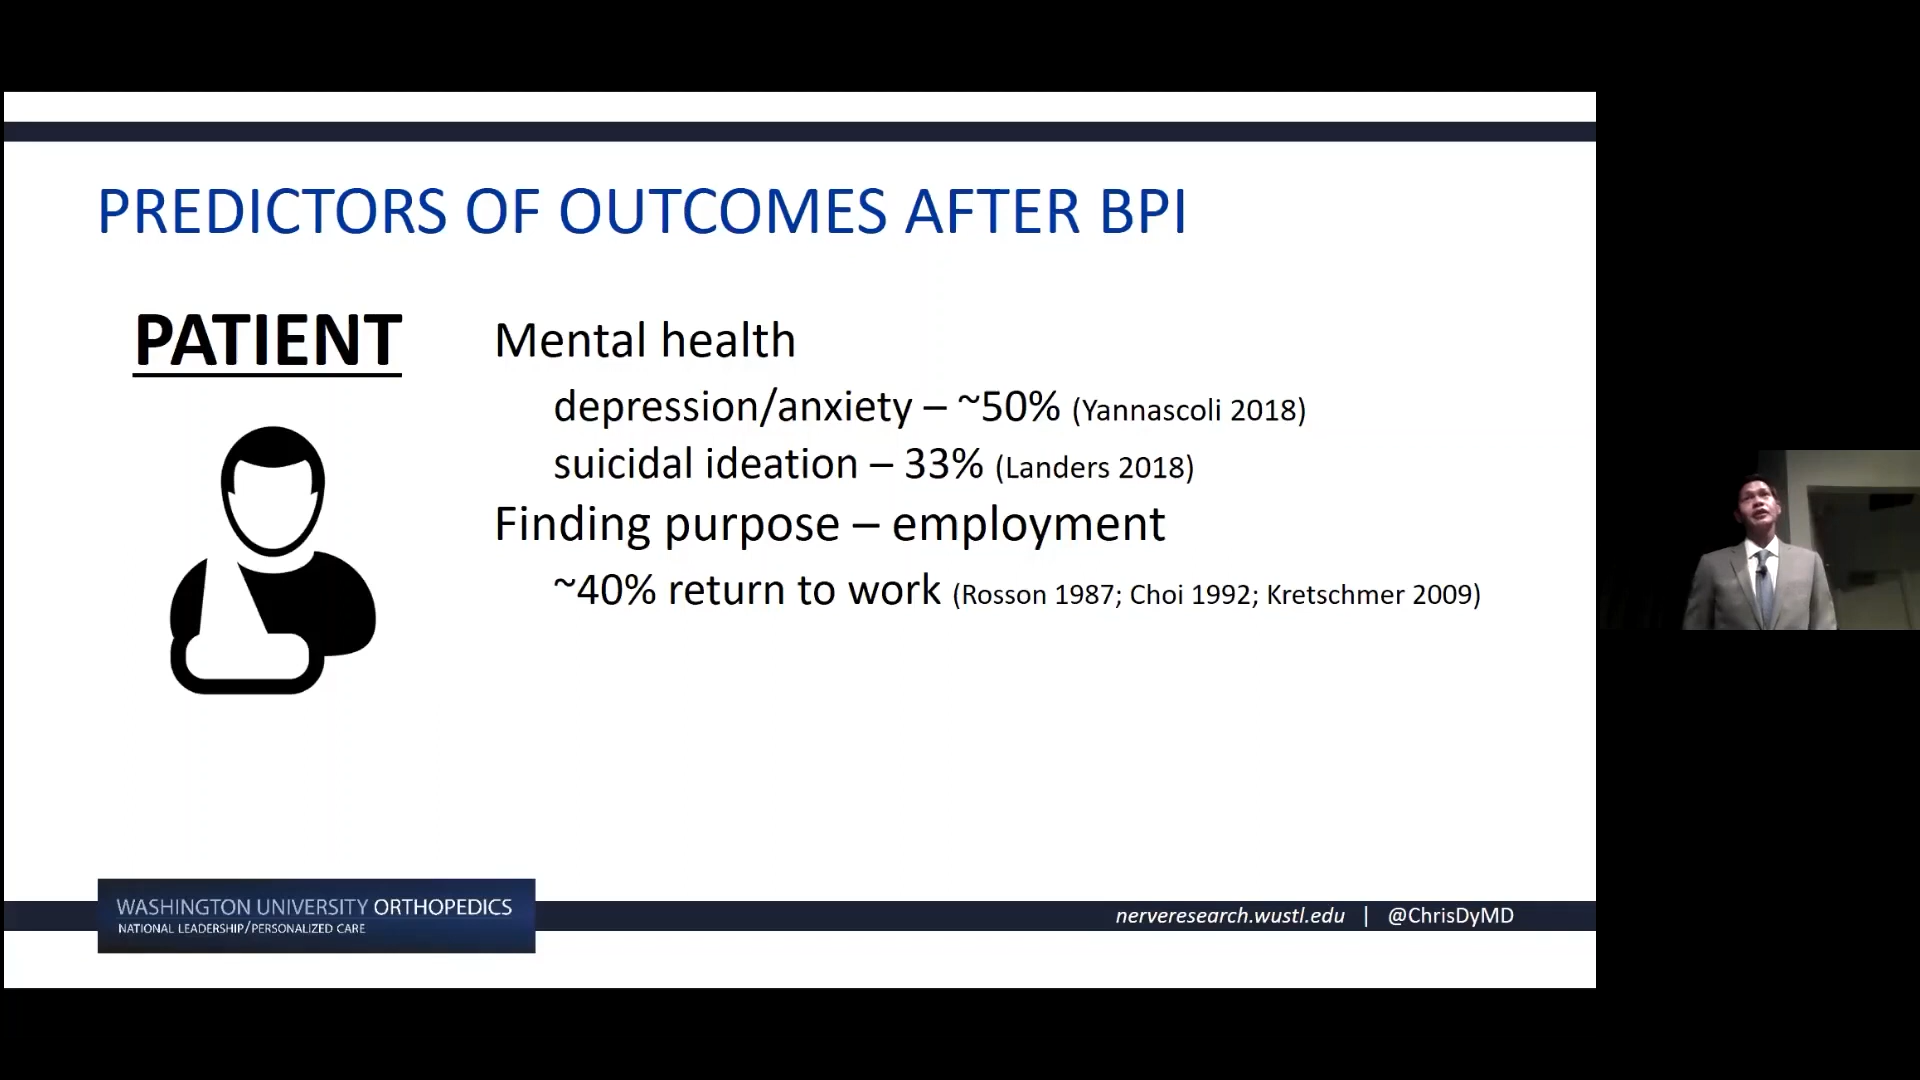 PREDICTORS OF OUTCOMES AFTER BPI
PATIENT
Mental health
depression/anxiety – ~50% (Yannascoli 2018)
suicidal ideation – 33% (Landers 2018)
Finding purpose – employment
~40% return to work (Rosson 1987; Choi 1992; Kretschmer 2009)
WASHINGTON UNIVERSITY ORTHOPEDICS
NATIONAL LEADERSHIP/PERSONALIZED CARE
nerveresearch.wustl.edu | @ChrisDyMD